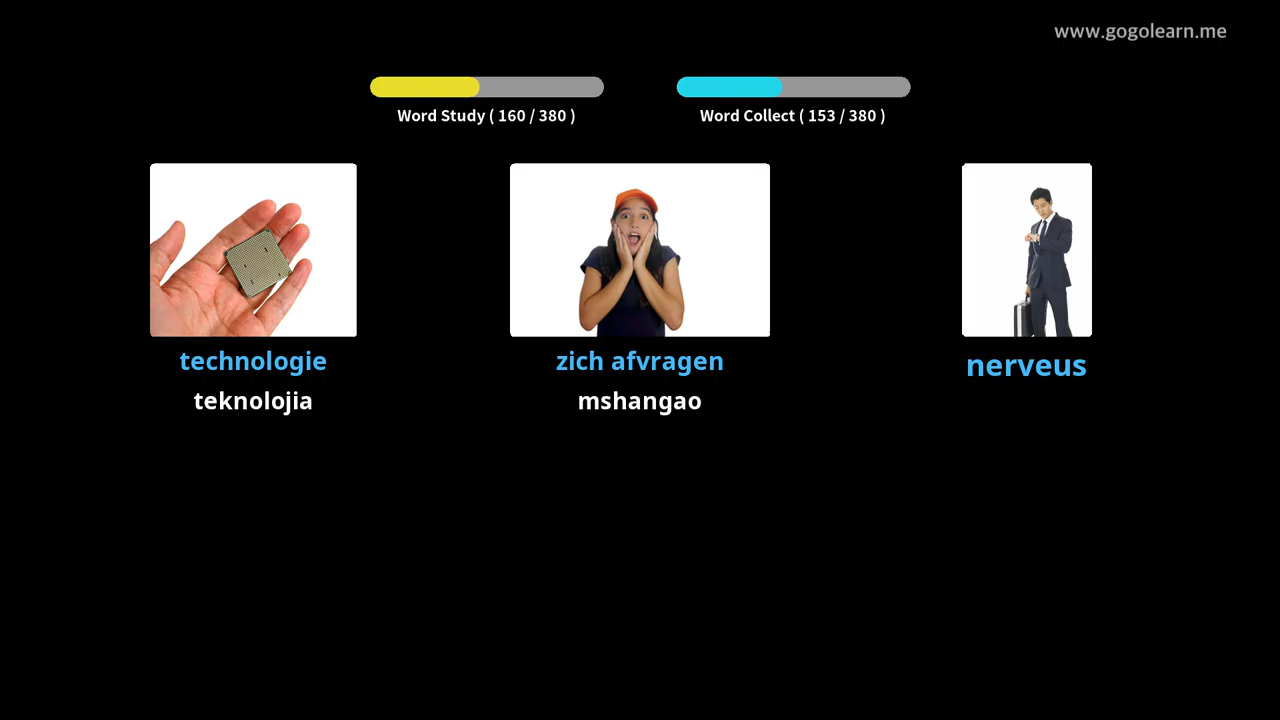 www.gogolearn.me
Word Study ( 160 / 380 )
Word Collect ( 153 / 380 )
technologie
teknolojia
zich afvragen
mshangao
nerveus